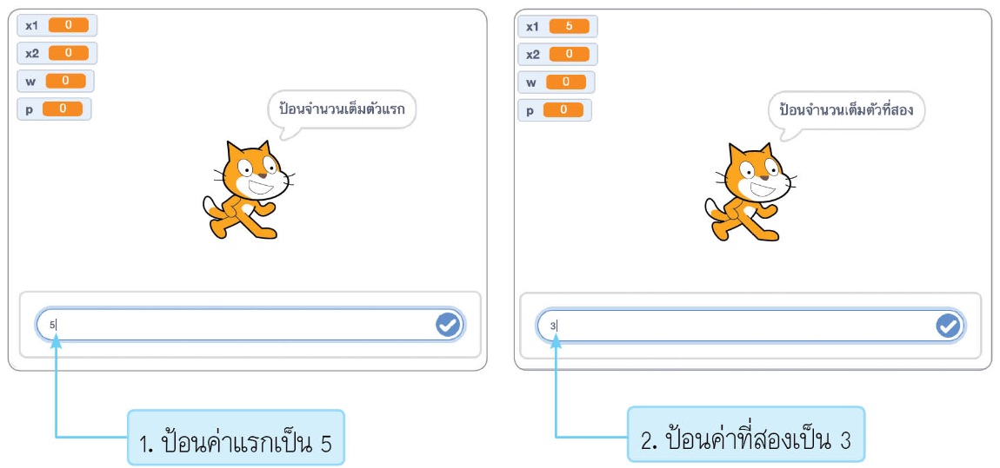 x1 0
x2 0
w 0
p 0
ป้อนจำนวนเต็มตัวแรก
5
1. ป้อนค่าแรกเป็น 5
x1 5
x2 0
w 0
p 0
ป้อนจำนวนเต็มตัวที่สอง
3
2. ป้อนค่าที่สองเป็น 3